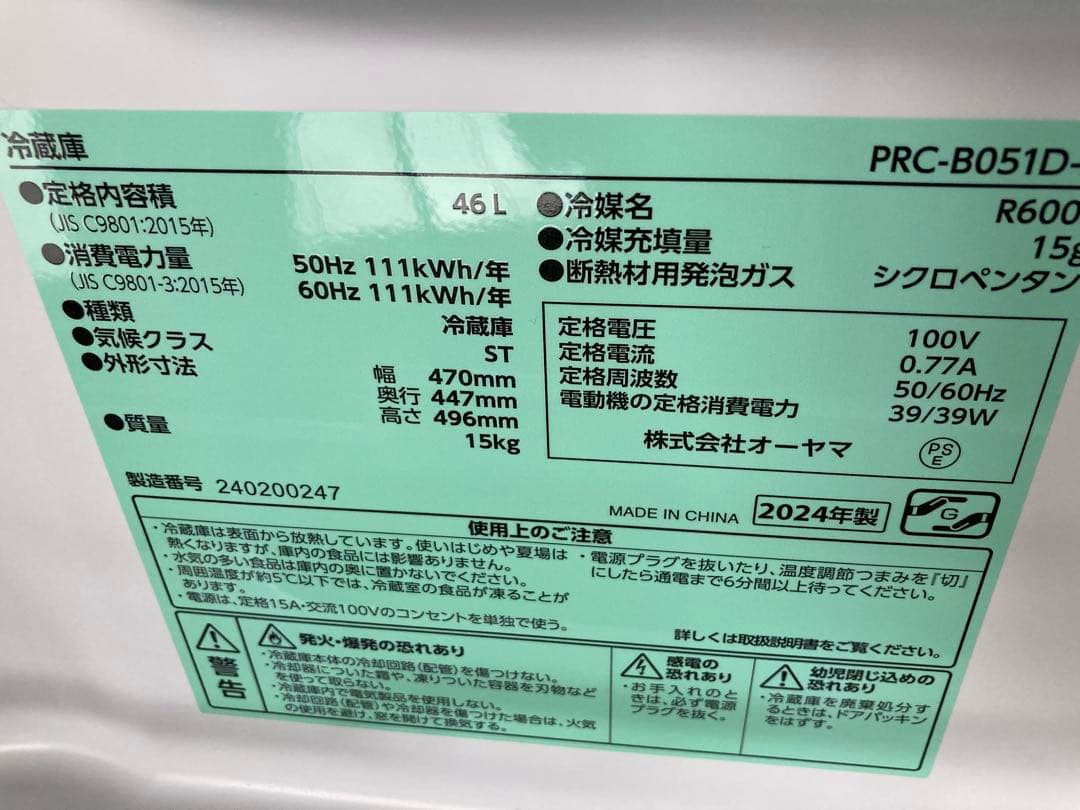 冷蔵庫
PRC-B051D-
●定格内容積 46L
(JIS C9801:2015年)
●消費電力量 50Hz 111kWh/年
(JIS C9801-3:2015年) 60Hz 111kWh/年
●種類 冷蔵庫
●気候クラス ST
●外形寸法 幅 470mm
奥行 447mm
高さ 496mm
●質量 15kg
●冷媒名 R600
●冷媒充填量 15g
●断熱材用発泡ガス シクロペンタン
定格電圧 100V
定格電流 0.77A
定格周波数 50/60Hz
電動機の定格消費電力 39/39W
株式会社オーヤマ
PS
E
製造番号 240200247
MADE IN CHINA 2024年製
G
使用上のご注意
・冷蔵庫は表面から放熱しています。使いはじめや夏場は
熱くなりますが、庫内の食品には影響ありません。
・水気の多い食品は庫内の奥に置かないでください。
・周囲温度が約5℃以下では、冷蔵室の食品が凍ることが
あります。
・電源は、定格15A・交流100Vのコンセントを単独で使う。
・電源プラグを抜いたり、温度調節つまみを『切』
にしたら通電まで6分間以上待ってください。
詳しくは取扱説明書をご覧ください。
警告
発火・爆発の恐れあり
・冷蔵庫本体の冷却回路(配管)を傷つけない。
・冷却器についた霜や、凍りついた容器を刃物など
を使って取らない。
・冷蔵庫内で電気製品を使用しない。
・冷却回路(配管)や冷却器を傷つけた場合は、火気
の使用を避け、窓を開けて換気する。
感電の
恐れあり
・お手入れのと
きは、必ず電源
プラグを抜く。
幼児閉じ込めの
恐れあり
・冷蔵庫を廃棄処分す
るときは、ドアパッキン
をはずす。